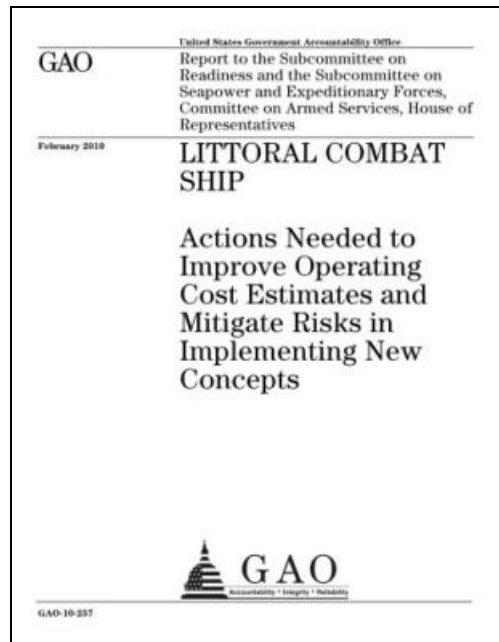 United States Government Accountability Office
GAO
Report to the Subcommittee on
Readiness and the Subcommittee on
Seapower and Expeditionary Forces,
Committee on Armed Services, House of
Representatives
February 2010
LITTORAL COMBAT
SHIP
Actions Needed to
Improve Operating
Cost Estimates and
Mitigate Risks in
Implementing New
Concepts
GAO
Accountability * Integrity * Reliability
GAO-10-257